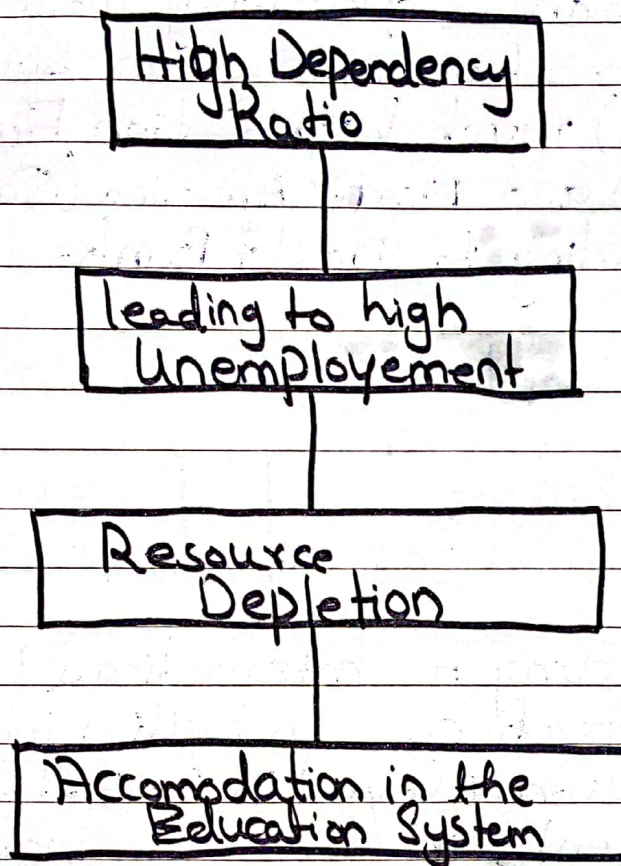 High Dependency
Ratio
leading to high
Unemployement
Resource
Depletion
Accomodation in the
Education System